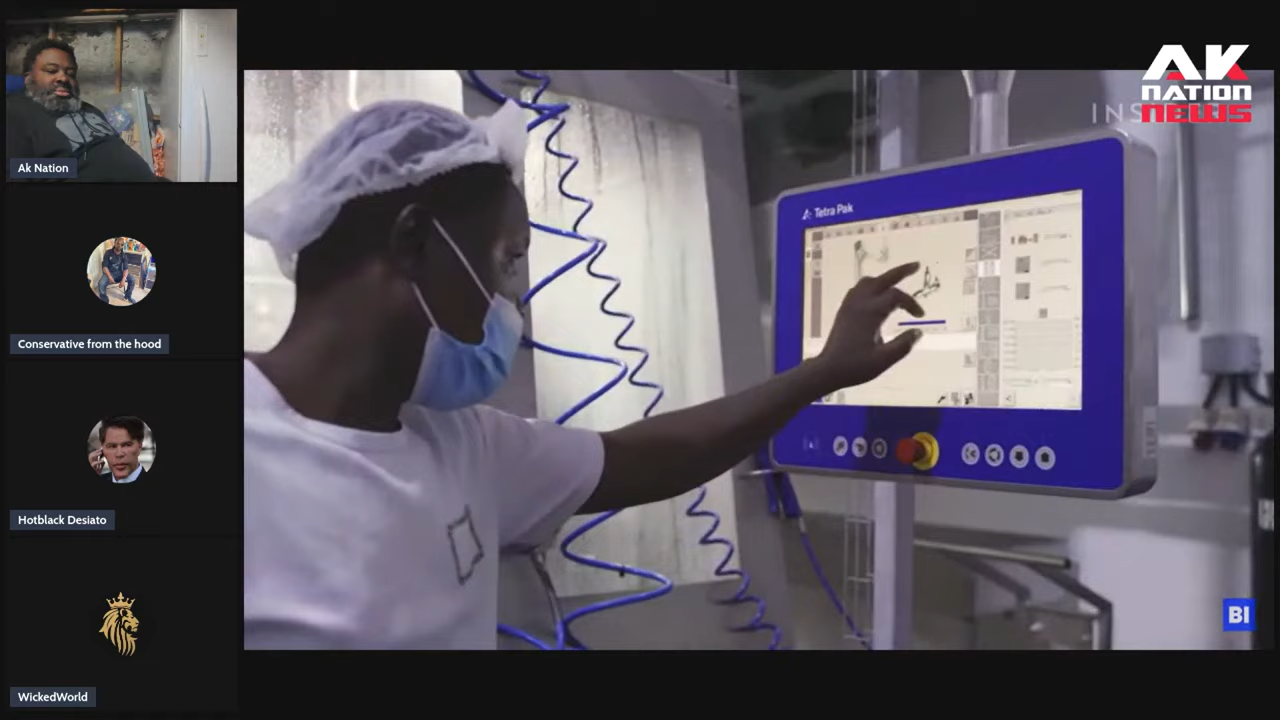 Ak Nation
Conservative from the hood
Hotblack Desiato
WickedWorld
AK
NATION
NEWS
INS
Tetra Pak
BI